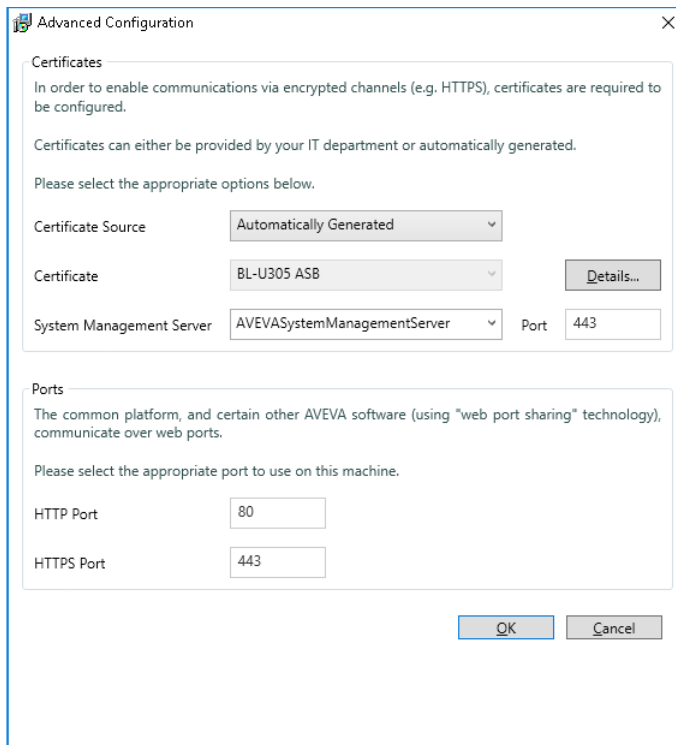 Advanced Configuration
Certificates
In order to enable communications via encrypted channels (e.g. HTTPS), certificates are required to
be configured.
Certificates can either be provided by your IT department or automatically generated.
Please select the appropriate options below.
Certificate Source
Automatically Generated
Certificate
BL-U305 ASB
Details...
System Management Server
AVEVASystemManagementServer
Port
443
Ports
The common platform, and certain other AVEVA software (using "web port sharing" technology),
communicate over web ports.
Please select the appropriate port to use on this machine.
HTTP Port
80
HTTPS Port
443
OK
Cancel